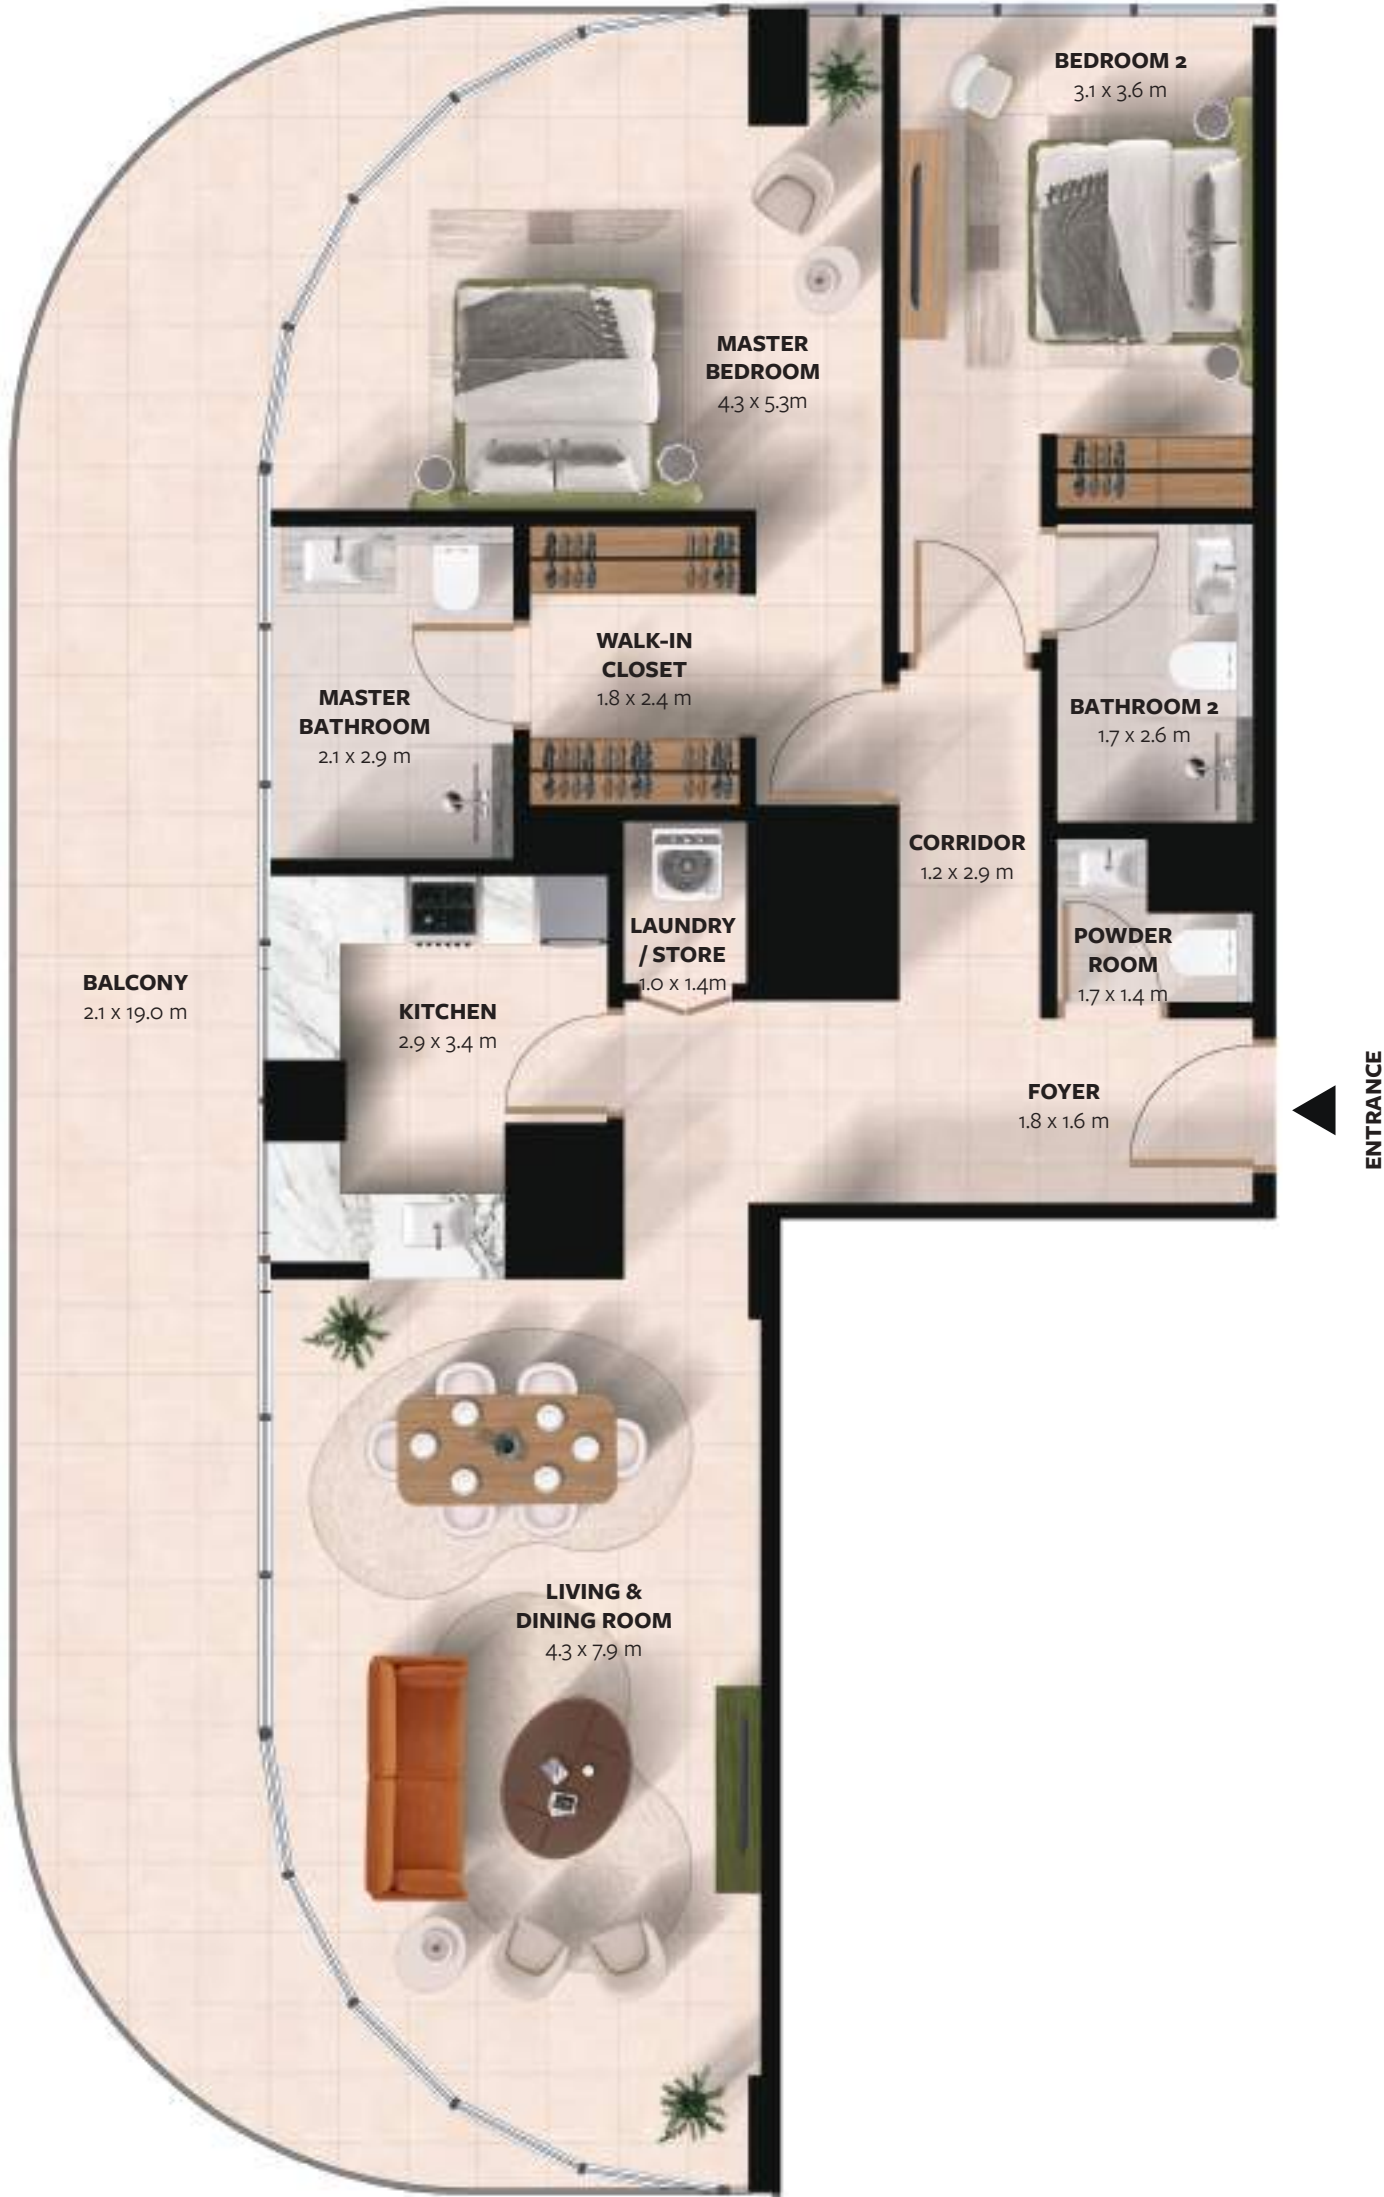 BEDROOM 2
3.1 x 3.6 m
MASTER
BEDROOM
4.3 x 5.3m
WALK-IN
CLOSET
1.8 x 2.4 m
MASTER
BATHROOM
2.1 x 2.9 m
BATHROOM 2
1.7 x 2.6 m
CORRIDOR
1.2 x 2.9 m
LAUNDRY
/ STORE
1.0 x 1.4m
POWDER
ROOM
1.7 x 1.4 m
BALCONY
2.1 x 19.0 m
KITCHEN
2.9 x 3.4 m
FOYER
1.8 x 1.6 m
ENTRANCE
LIVING &
DINING ROOM
4.3 x 7.9 m